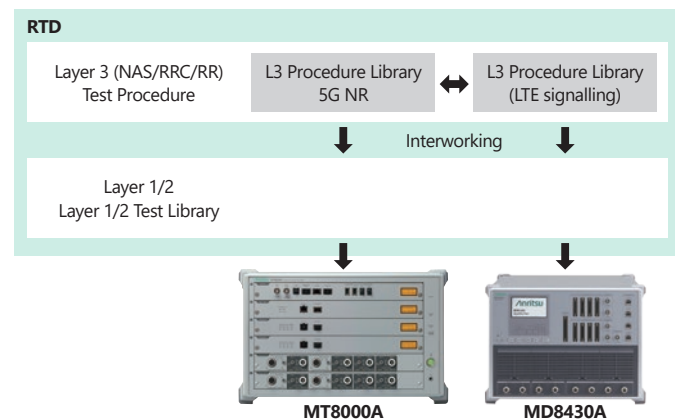 RTD
Layer 3 (NAS/RRC/RR)
Test Procedure
L3 Procedure Library
5G NR
L3 Procedure Library
(LTE signalling)
Interworking
Layer 1/2
Layer 1/2 Test Library
Anritsu
MT8000A
MD8430A